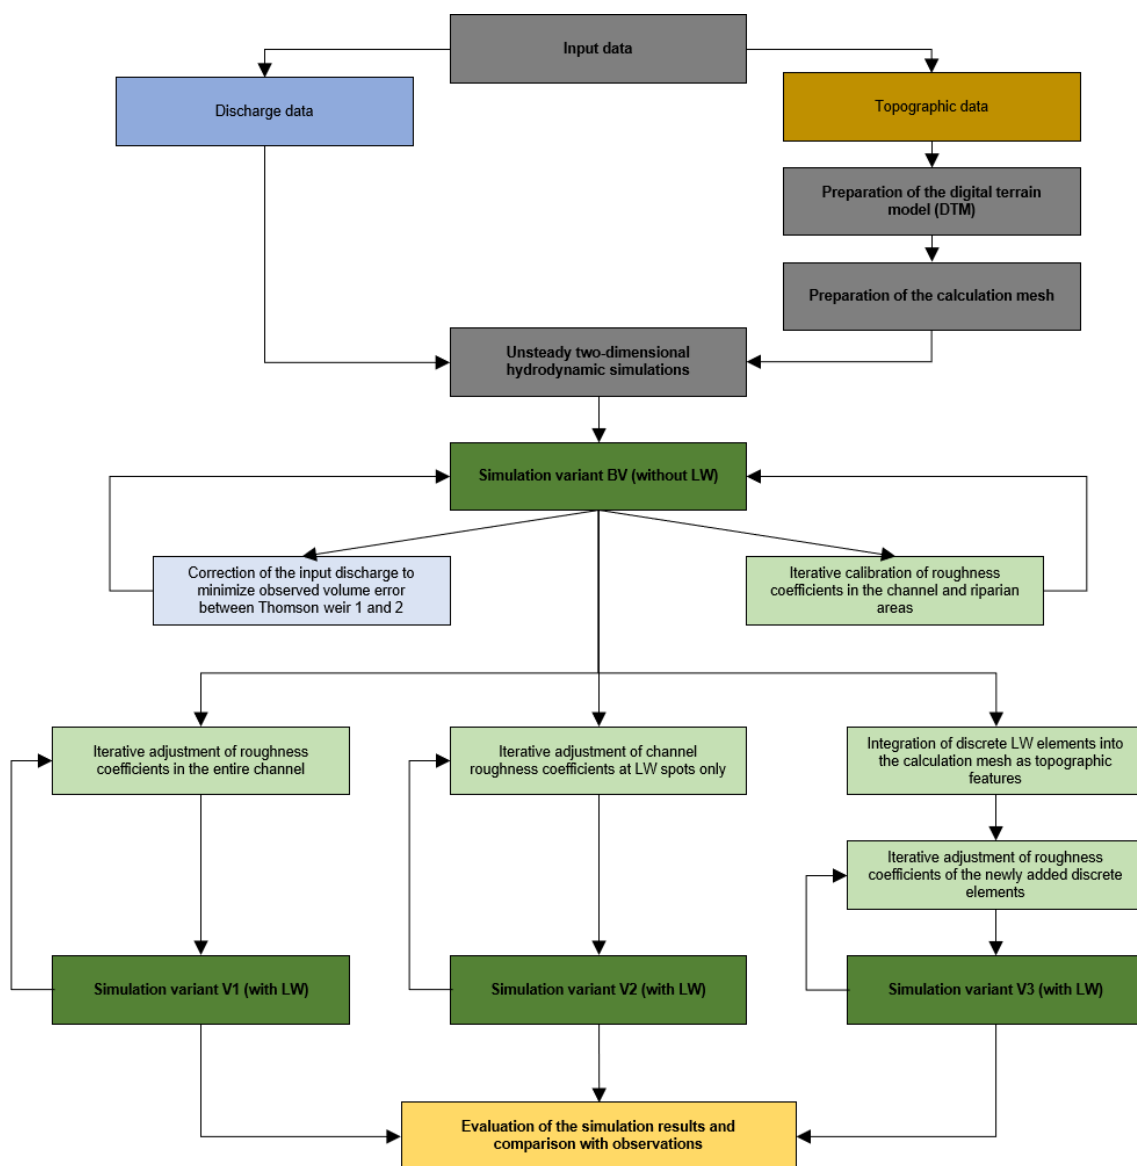 Input data
Discharge data
Topographic data
Preparation of the digital terrain
model (DTM)
Preparation of the calculation mesh
Unsteady two-dimensional
hydrodynamic simulations
Simulation variant BV (without LW)
Correction of the input discharge to
minimize observed volume error
between Thomson weir 1 and 2
Iterative calibration of roughness
coefficients in the channel and riparian
areas
Iterative adjustment of roughness
coefficients in the entire channel
Iterative adjustment of channel
roughness coefficients at LW spots only
Integration of discrete LW elements into
the calculation mesh as topographic
features
Iterative adjustment of roughness
coefficients of the newly added discrete
elements
Simulation variant V1 (with LW)
Simulation variant V2 (with LW)
Simulation variant V3 (with LW)
Evaluation of the simulation results and
comparison with observations